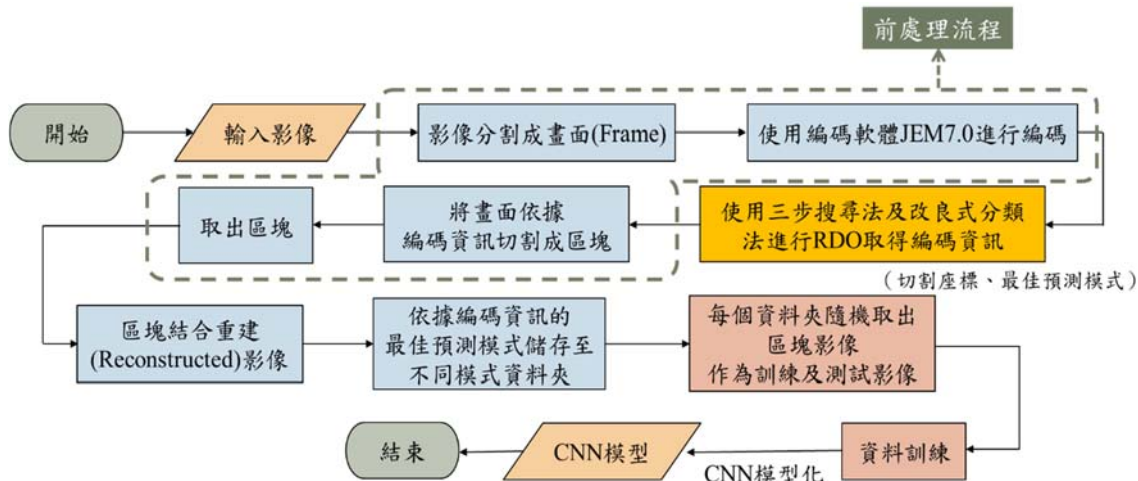 前處理流程
開始
輸入影像
影像分割成畫面(Frame)
使用編碼軟體JEM7.0進行編碼
使用三步搜尋法及改良式分類
法進行RDO取得編碼資訊
(切割座標、最佳預測模式)
將畫面依據
編碼資訊切割成區塊
取出區塊
區塊結合重建
(Reconstructed)影像
依據編碼資訊的
最佳預測模式儲存至
不同模式資料夾
每個資料夾隨機取出
區塊影像
作為訓練及測試影像
資料訓練
CNN模型化
CNN模型
結束